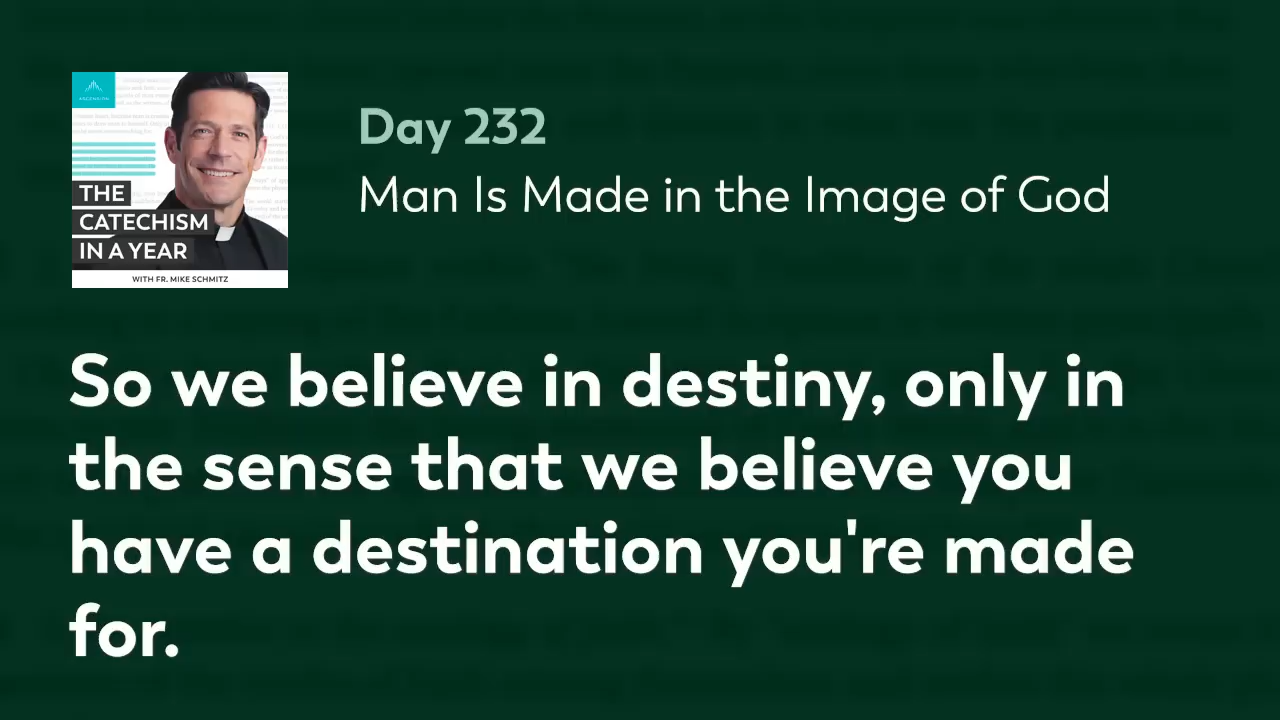 ASCENSION
THE
CATECHISM
IN A YEAR
WITH FR. MIKE SCHMITZ
Day 232
Man Is Made in the Image of God
So we believe in destiny, only in
the sense that we believe you
have a destination you're made
for.